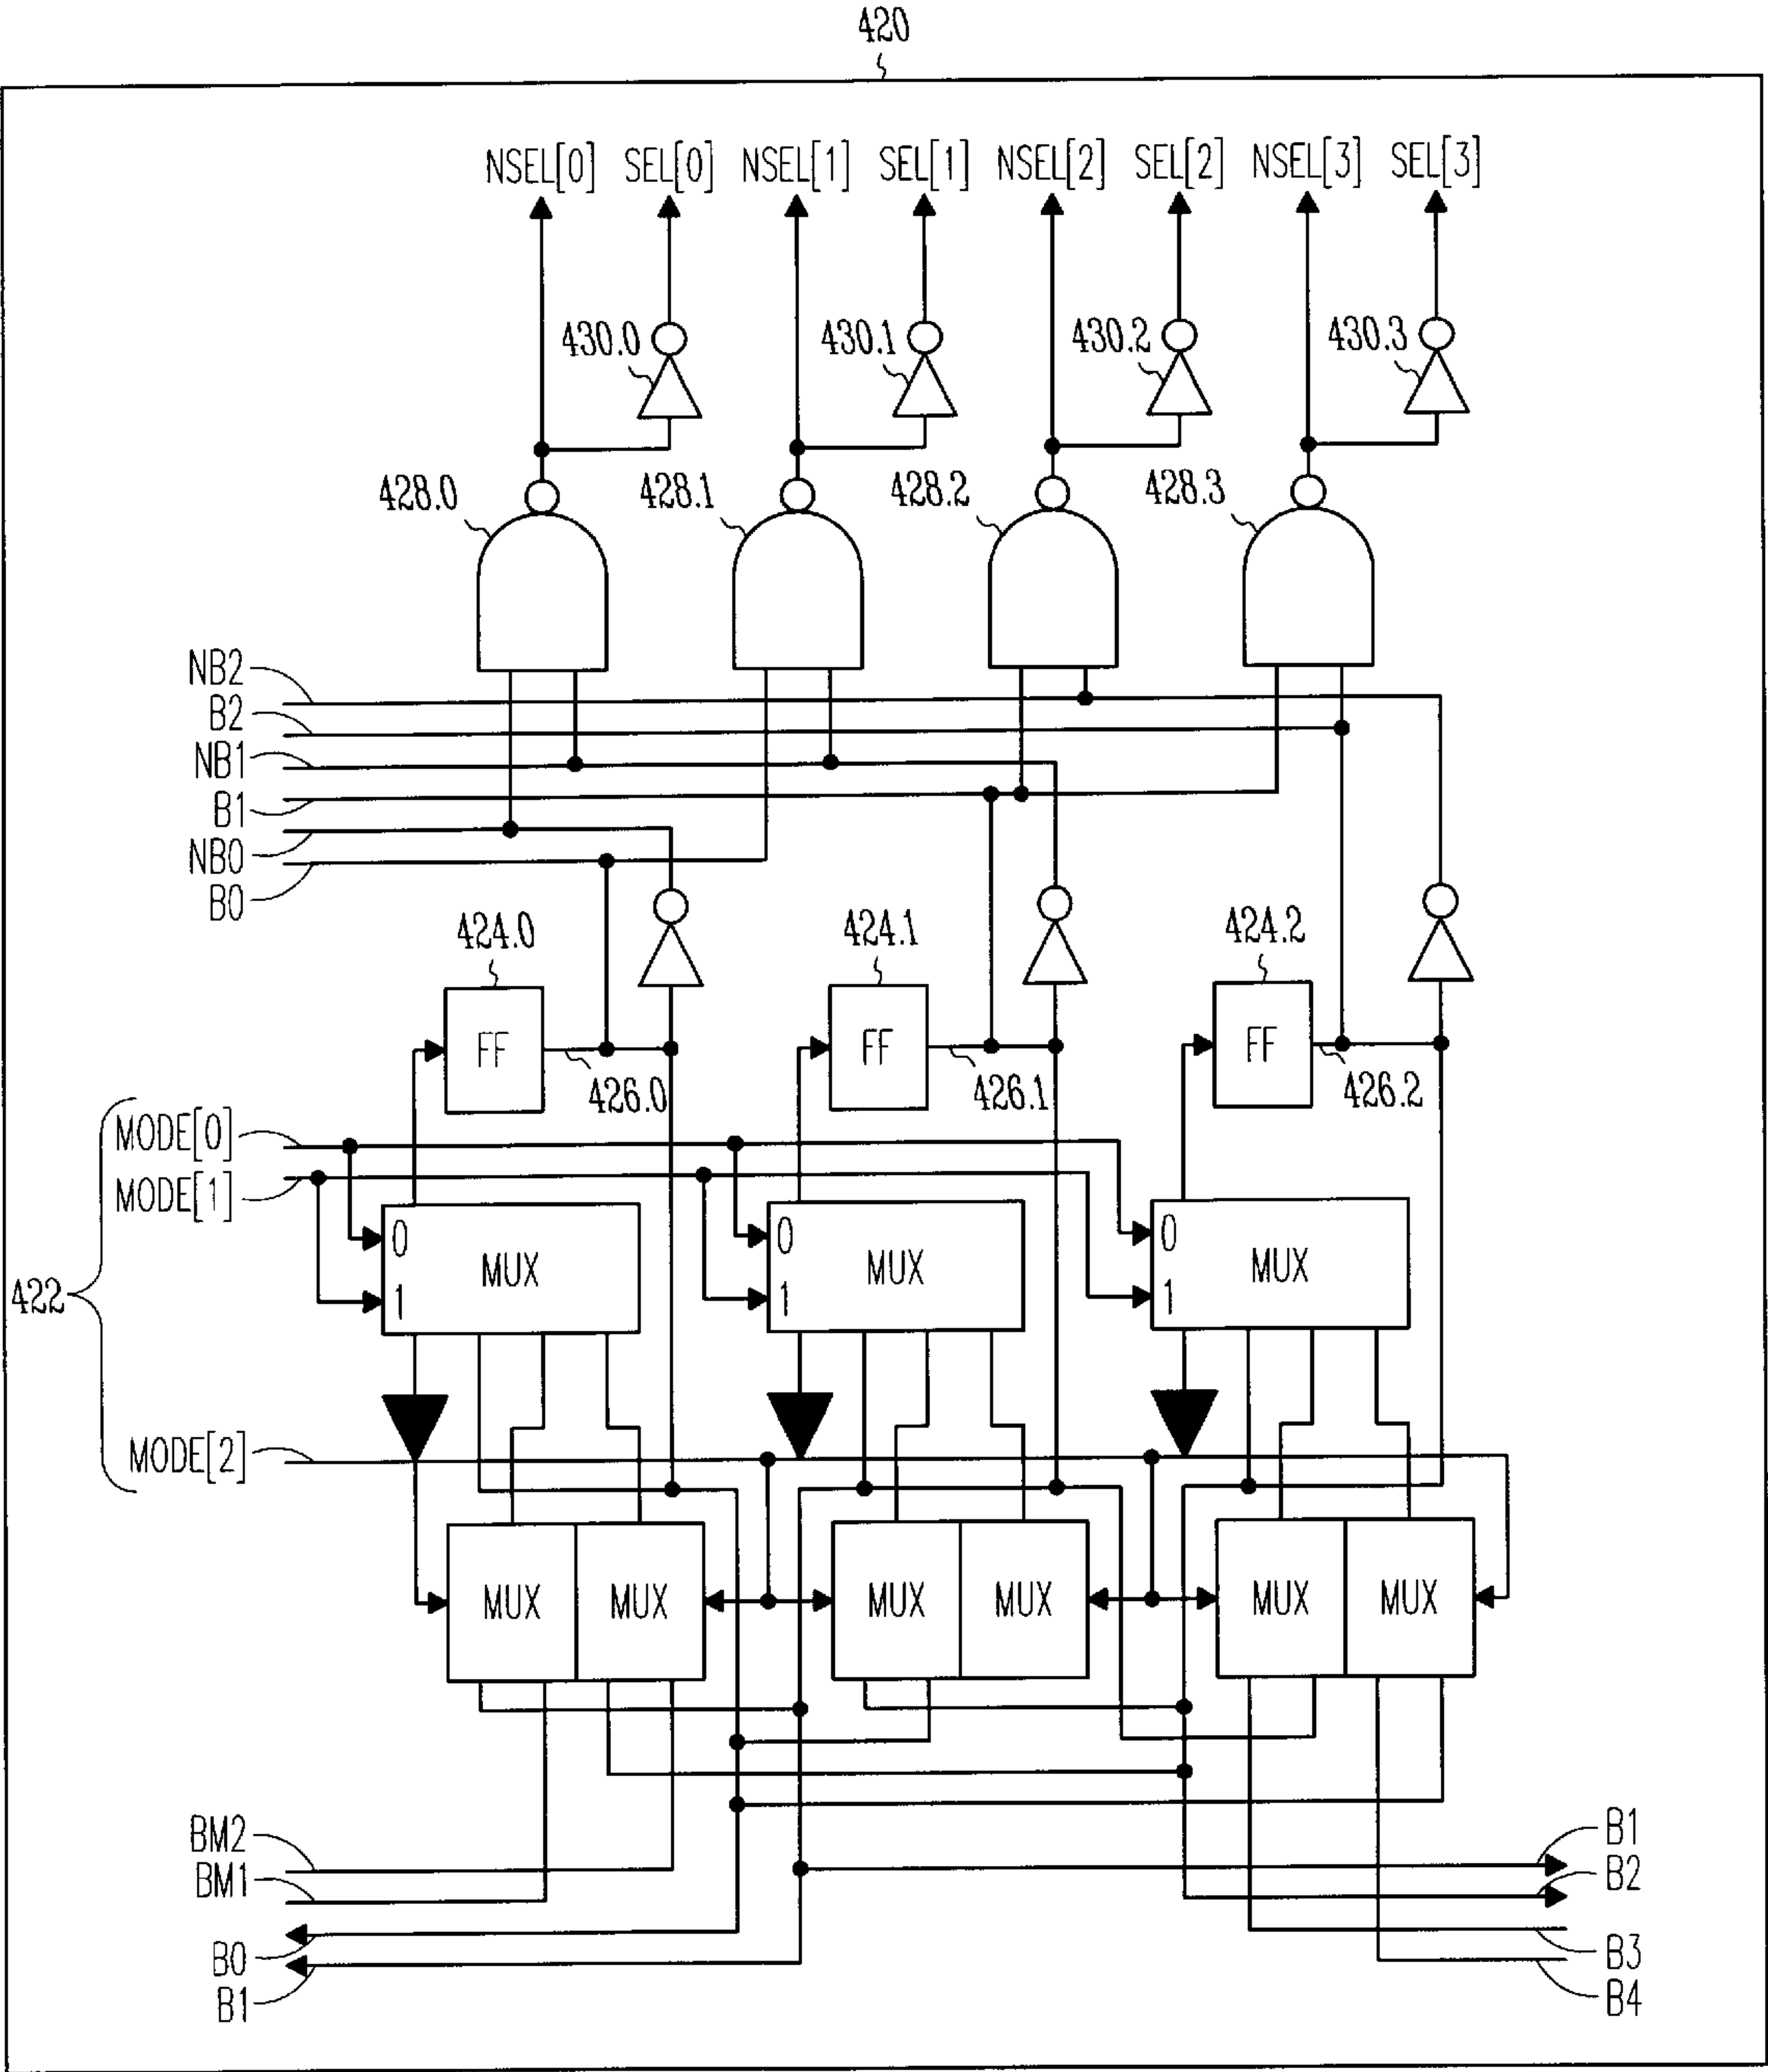 420
NSEL[0] SEL[0] NSEL[1] SEL[1] NSEL[2] SEL[2] NSEL[3] SEL[3]
430.0 430.1 430.2 430.3
428.0 428.1 428.2 428.3
NB2
B2
NB1
B1
NB0
B0
424.0 424.1 424.2
FF FF FF
426.0 426.1 426.2
MODE[0]
MODE[1]
0 0 0
MUX MUX MUX
1 1 1
422
MODE[2]
MUX MUX MUX MUX MUX MUX
BM2 B1
BM1 B2
B0 B3
B1 B4